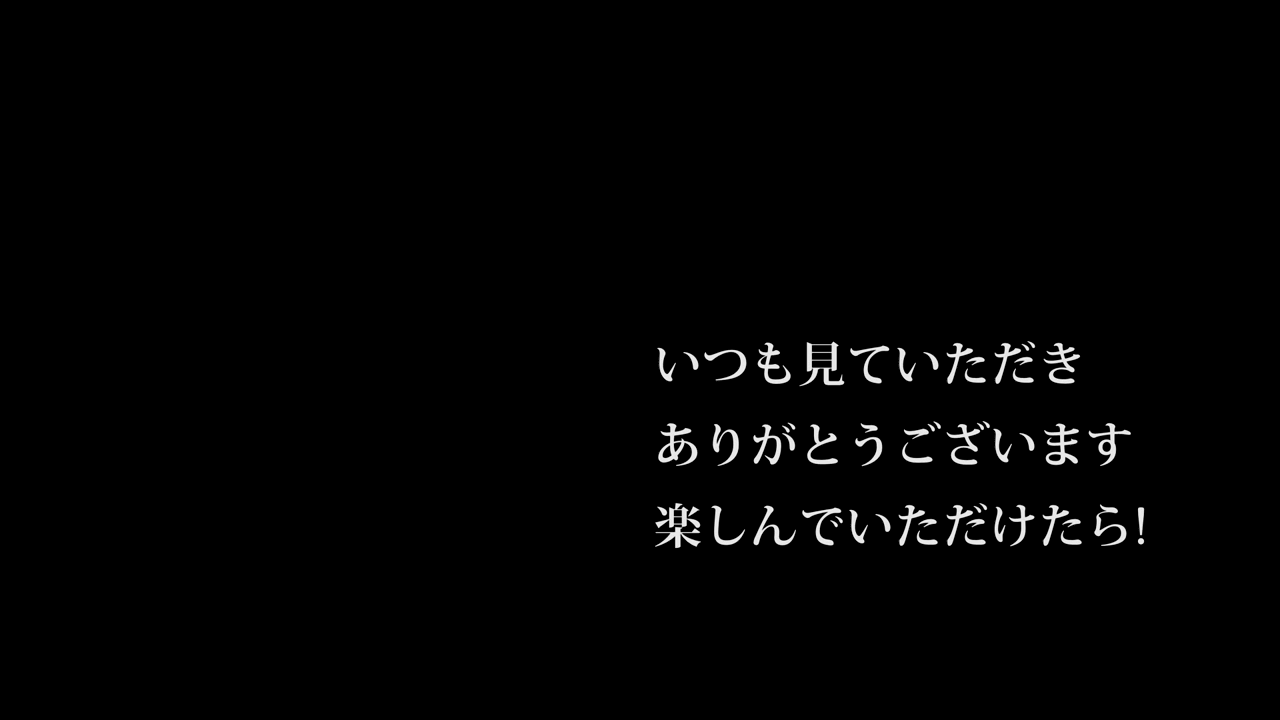 いつも見ていただき
ありがとうございます
楽しんでいただけたら!